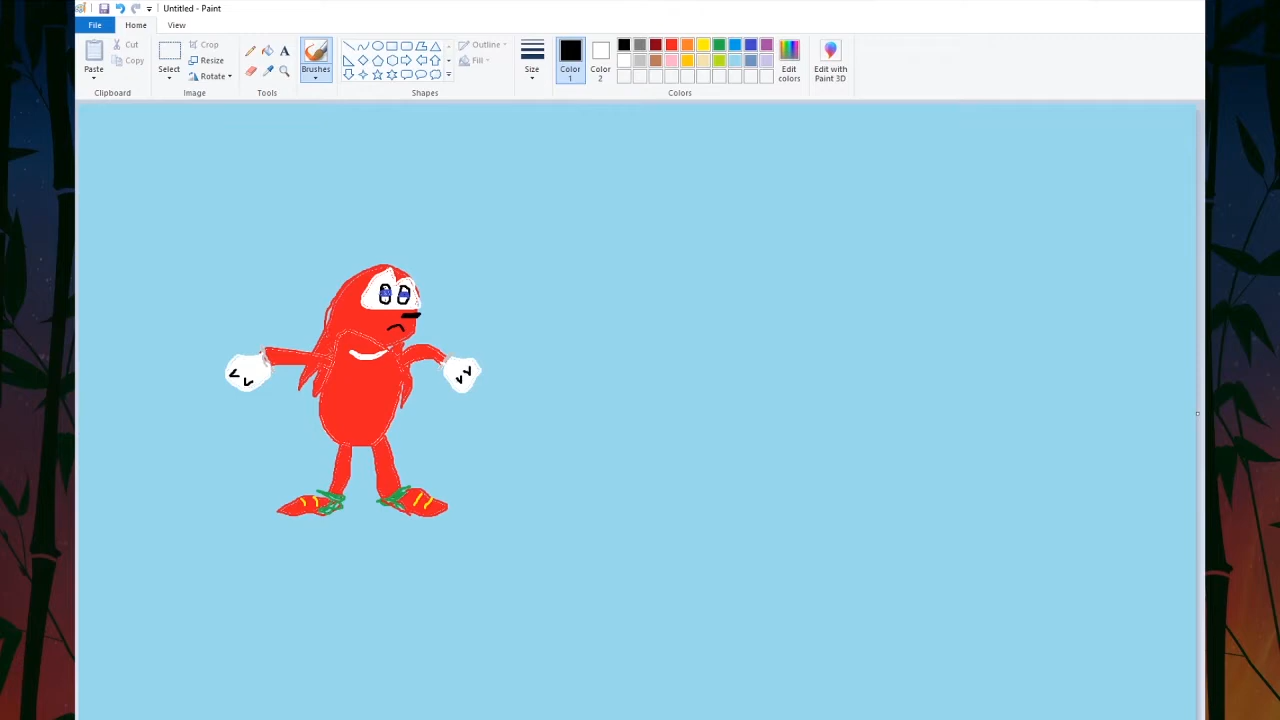 Untitled - Paint
File Home View
Paste
Cut
Copy
Clipboard
Select
Crop
Resize
Rotate
Image
A
Tools
Brushes
Outline
Fill
Shapes
Size
Color 1
Color 2
Edit colors
Colors
Edit with Paint 3D